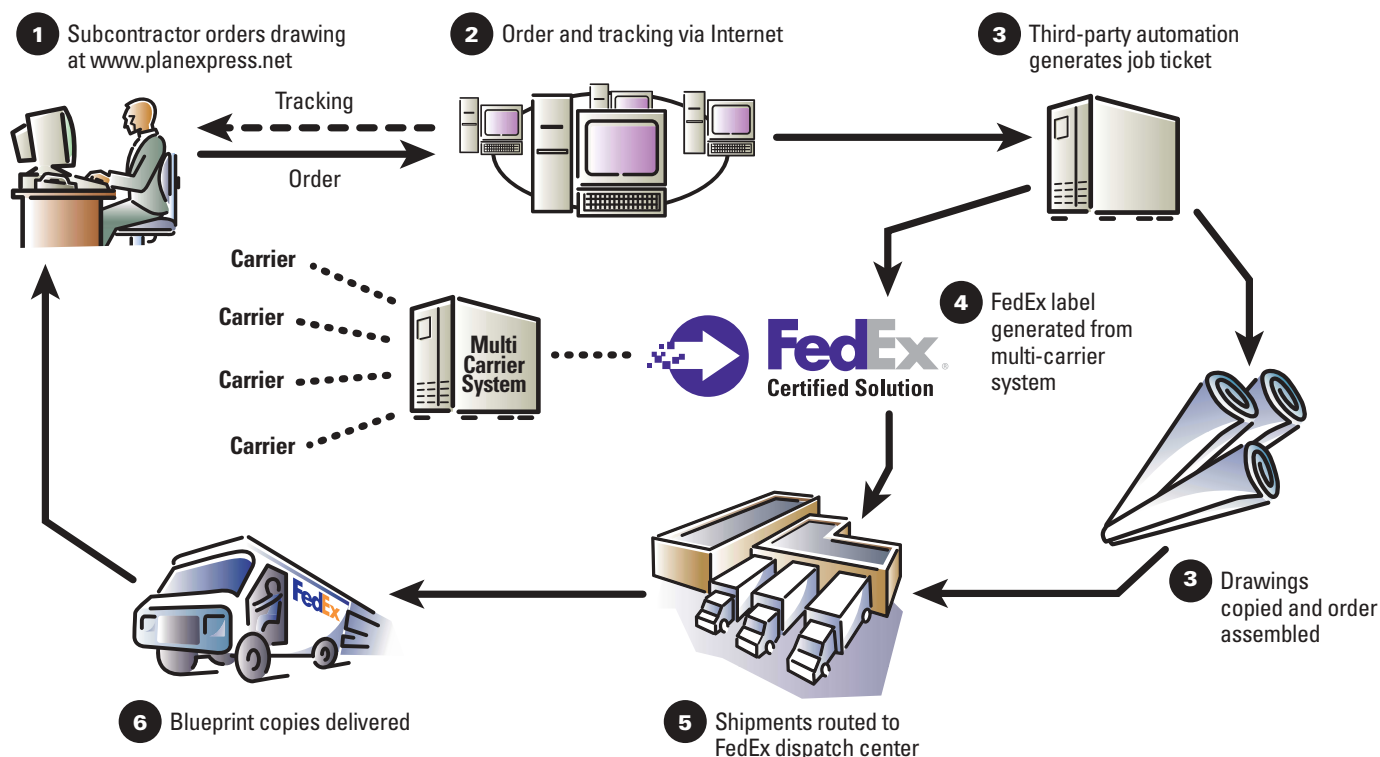 1 Subcontractor orders drawing
at www.planexpress.net
2 Order and tracking via Internet
3 Third-party automation
generates job ticket
Tracking
Order
Carrier
Carrier
Carrier
Carrier
Multi
Carrier
System
FedEx®
Certified Solution
4 FedEx label
generated from
multi-carrier
system
3 Drawings
copied and order
assembled
FedEx
6 Blueprint copies delivered
5 Shipments routed to
FedEx dispatch center